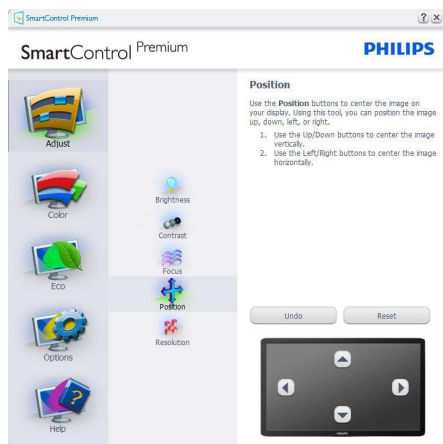 SmartControl Premium
SmartControl Premium
PHILIPS
Adjust
Color
Eco
Options
Help
Brightness
Contrast
Focus
Position
Resolution
Position
Use the Position buttons to center the image on
your display. Using this tool, you can position the image
up, down, left, or right.
1. Use the Up/Down buttons to center the image
vertically.
2. Use the Left/Right buttons to center the image
horizontally.
Undo
Reset
PHILIPS